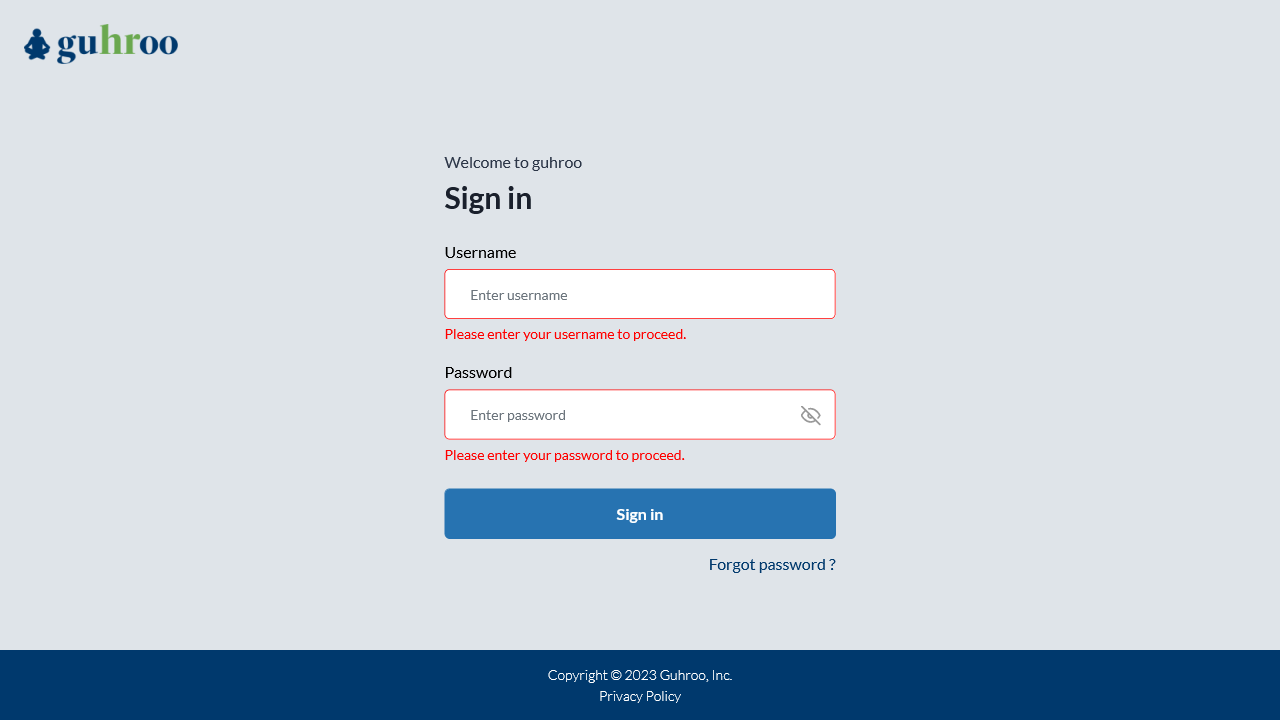 guhroo
Welcome to guhroo
Sign in
Username
Enter username
Please enter your username to proceed.
Password
Enter password
Please enter your password to proceed.
Sign in
Forgot password ?
Copyright © 2023 Guhroo, Inc.
Privacy Policy